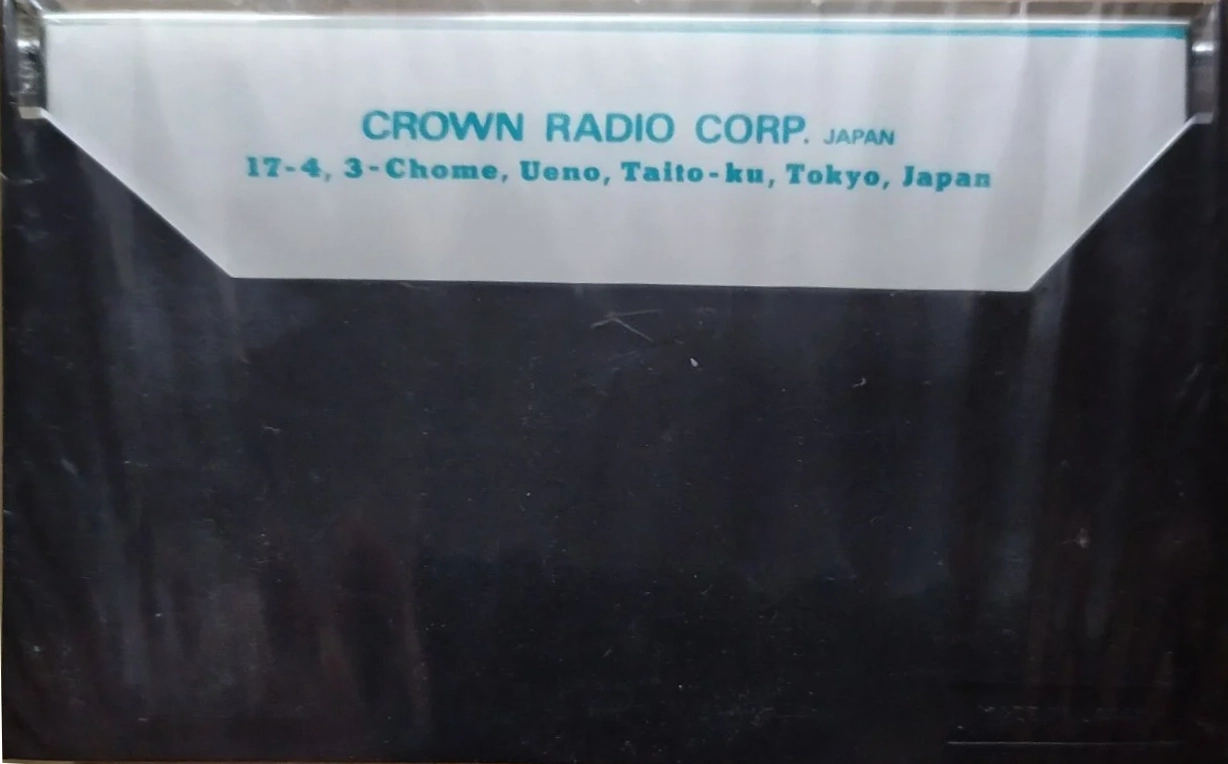 CROWN RADIO CORP. JAPAN
17-4, 3-Chome, Ueno, Taito-ku, Tokyo, Japan